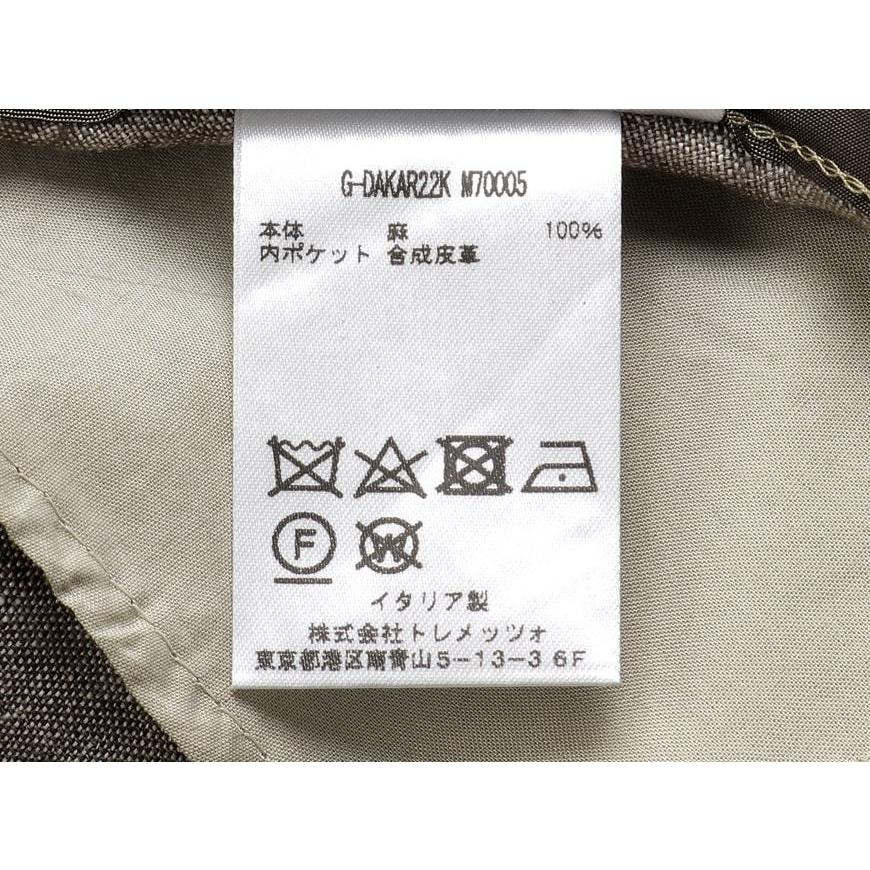 G-DAKAR22K M70005
本体 麻 100%
内ポケット 合成皮革
F
W
イタリア製
株式会社トレメッツォ
東京都港区南青山5-13-3 6F